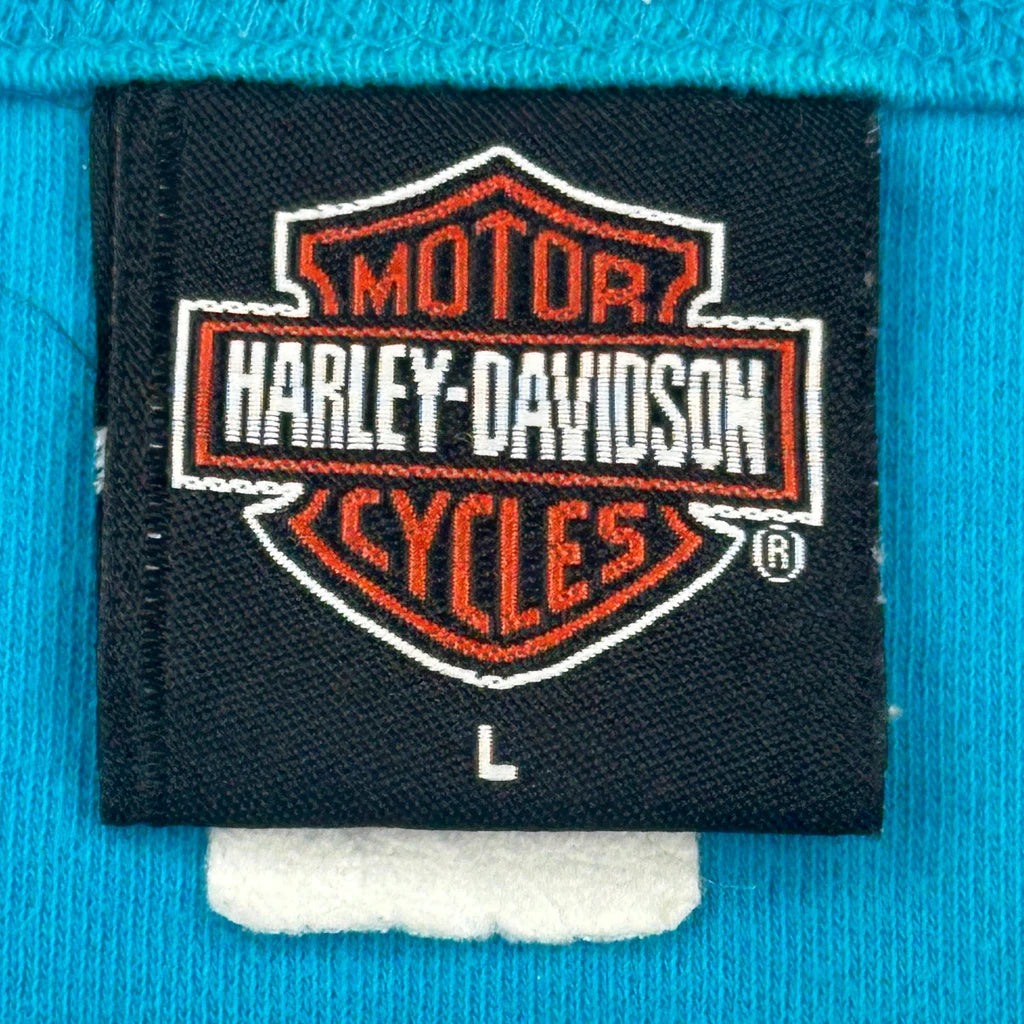 MOTOR
HARLEY-DAVIDSON
CYCLES
®
L